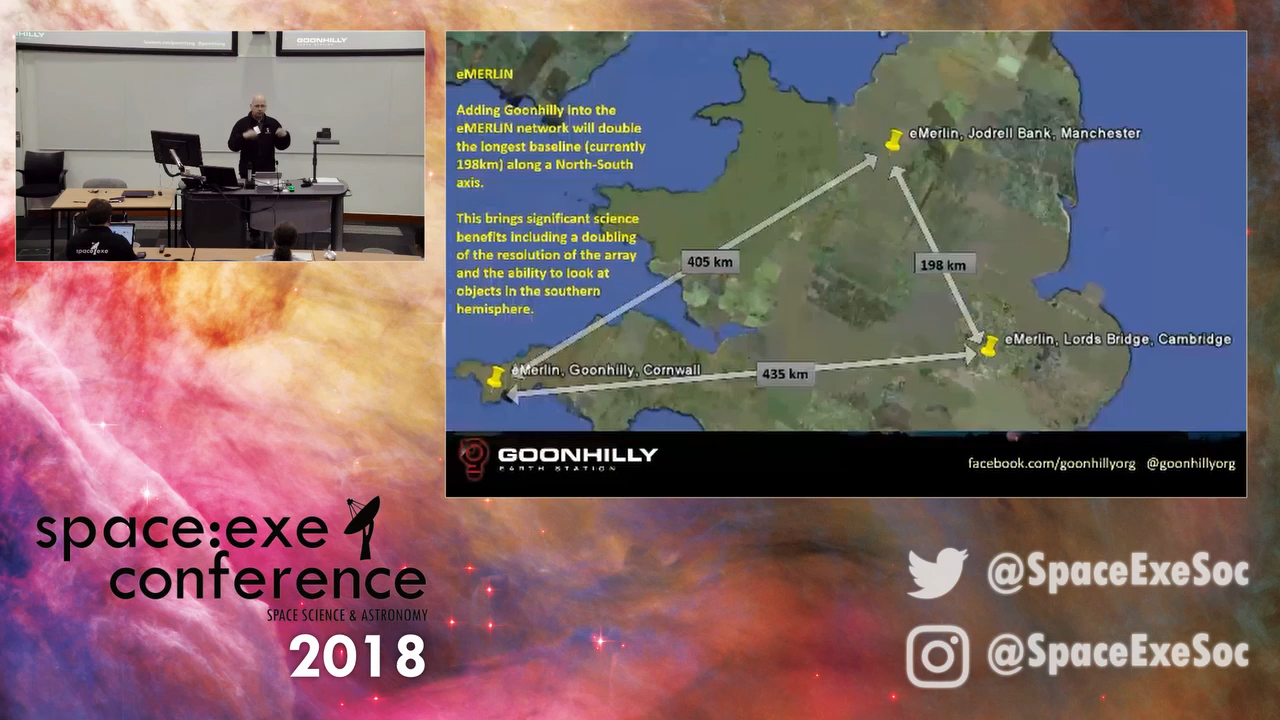 GOONHILLY
eMERLIN
Adding Goonhilly into the
eMERLIN network will double
the longest baseline (currently
198km) along a North-South
axis.
This brings significant science
benefits including a doubling
of the resolution of the array
and the ability to look at
objects in the southern
hemisphere.
eMerlin, Jodrell Bank, Manchester
405 km
198 km
eMerlin, Lords Bridge, Cambridge
eMerlin, Goonhilly, Cornwall
435 km
GOONHILLY
EARTH STATION
facebook.com/goonhillyorg @goonhillyorg
space:exe
space:exe
conference
SPACE SCIENCE & ASTRONOMY
2018
@SpaceExeSoc
@SpaceExeSoc